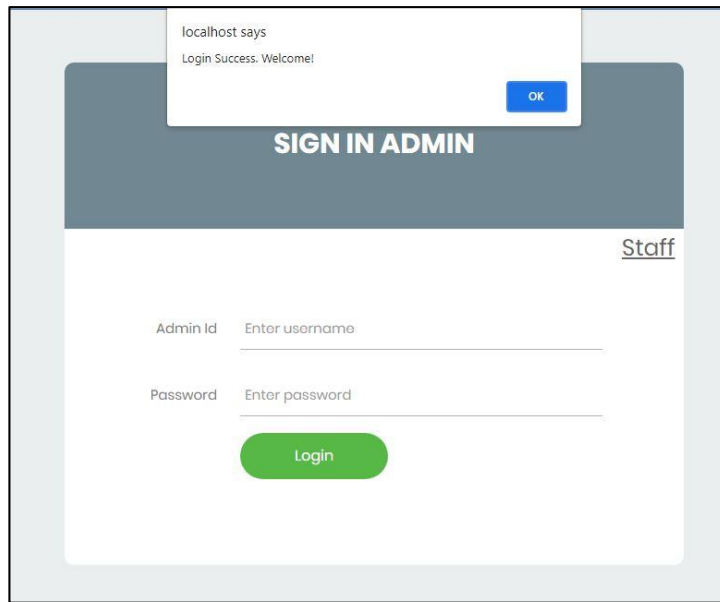 localhost says
Login Success. Welcome!
OK
SIGN IN ADMIN
Staff
Admin Id Enter username
Password Enter password
Login